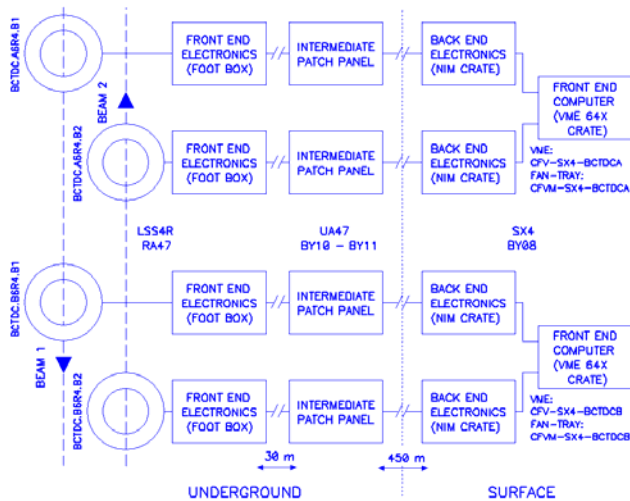 BCTDC.A6R4.B1
FRONT END
ELECTRONICS
(FOOT BOX)
INTERMEDIATE
PATCH PANEL
BACK END
ELECTRONICS
(NIM CRATE)
FRONT END
COMPUTER
(VME 64X
CRATE)
BEAM 2
BCTDC.A6R4.B2
FRONT END
ELECTRONICS
(FOOT BOX)
INTERMEDIATE
PATCH PANEL
BACK END
ELECTRONICS
(NIM CRATE)
VME:
CFV-SX4-BCTDCA
FAN-TRAY:
CFVM-SX4-BCTDCA
LSS4R
RA47
UA47
BY10 - BY11
SX4
BY08
BCTDC.B6R4.B1
FRONT END
ELECTRONICS
(FOOT BOX)
INTERMEDIATE
PATCH PANEL
BACK END
ELECTRONICS
(NIM CRATE)
FRONT END
COMPUTER
(VME 64X
CRATE)
BEAM 1
BCTDC.B6R4.B2
FRONT END
ELECTRONICS
(FOOT BOX)
INTERMEDIATE
PATCH PANEL
BACK END
ELECTRONICS
(NIM CRATE)
VME:
CFV-SX4-BCTDCB
FAN-TRAY:
CFVM-SX4-BCTDCB
30 m
450 m
UNDERGROUND
SURFACE